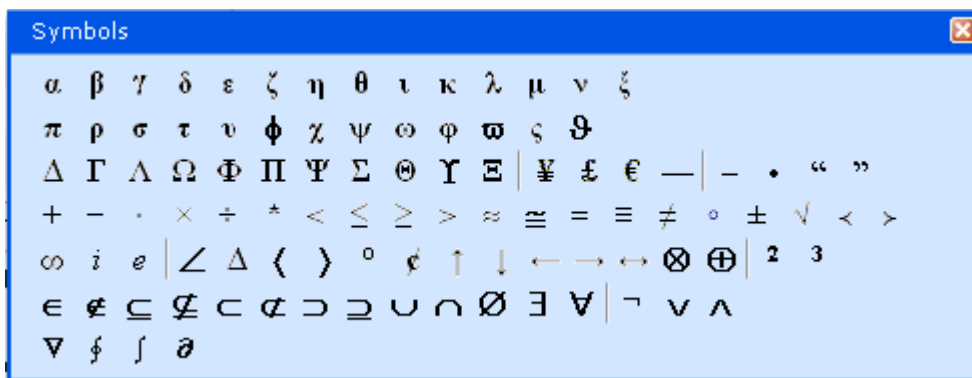 Symbols
α β γ δ ε ζ η θ ι κ λ μ ν ξ
π ρ σ τ υ ϕ χ ψ ω φ ϖ ς ϑ
Δ Γ Λ Ω Φ Π Ψ Σ Θ ϒ Ξ | ¥ £ € — | – • “ ”
+ − · × ÷ * < ≤ ≥ > ≈ ≅ = ≡ ≠ ∘ ± √ ≺ ≻
∞ i e | ∠ Δ ⟨ ⟩ ° ¢ ↑ ↓ ← → ↔ ⊗ ⊕ | ² ³
∈ ∉ ⊆ ⊈ ⊂ ⊄ ⊃ ⊇ ∪ ∩ ∅ ∃ ∀ | ¬ ∨ ∧
∇ ∮ ∫ ∂